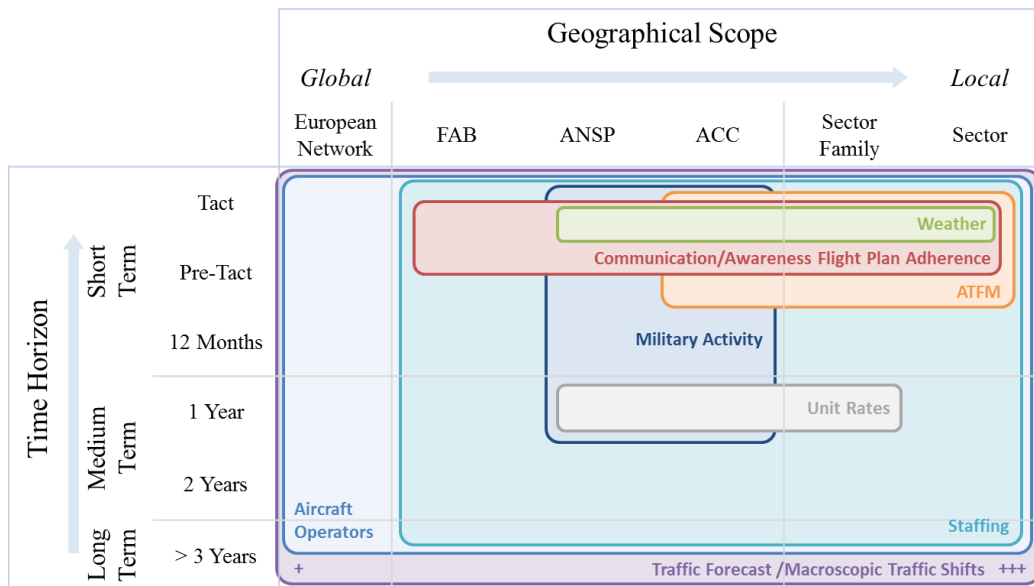 Geographical Scope
Global
Local
European
Network
FAB
ANSP
ACC
Sector
Family
Sector
Time Horizon
Short
Term
Medium
Term
Long
Term
Tact
Pre-Tact
12 Months
1 Year
2 Years
> 3 Years
Weather
Communication/Awareness Flight Plan Adherence
ATFM
Military Activity
Unit Rates
Aircraft
Operators
Staffing
+
Traffic Forecast /Macroscopic Traffic Shifts +++